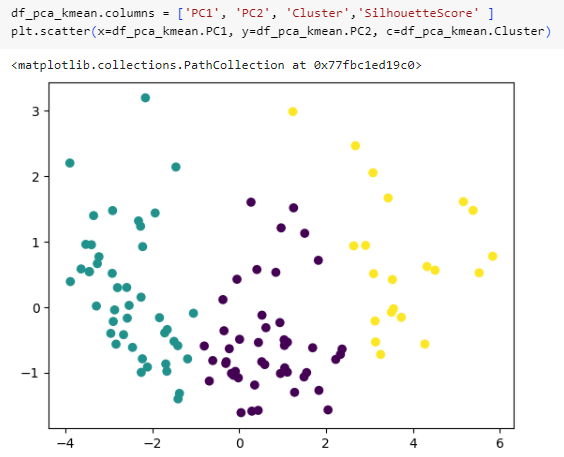 df_pca_kmean.columns = ['PC1', 'PC2', 'Cluster','SilhouetteScore' ]
plt.scatter(x=df_pca_kmean.PC1, y=df_pca_kmean.PC2, c=df_pca_kmean.Cluster)
<matplotlib.collections.PathCollection at 0x77fbc1ed19c0>
3
2
1
0
−1
−4 −2 0 2 4 6